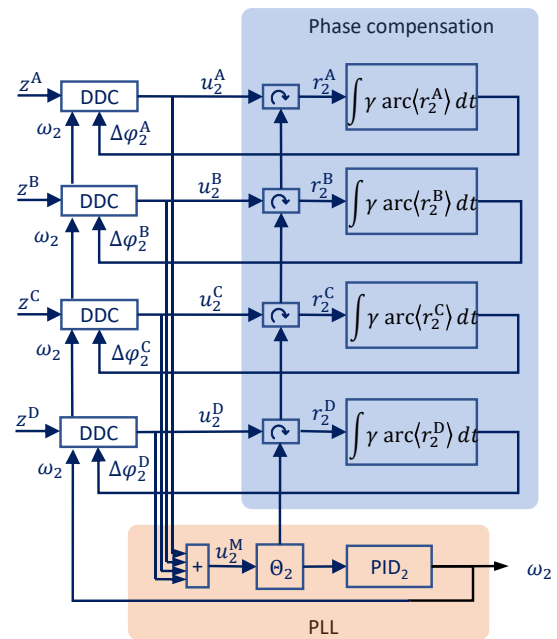 Phase compensation
z^A DDC u_2^A r_2^A ∫ γ arc⟨r_2^A⟩ dt
ω_2 Δφ_2^A
z^B DDC u_2^B r_2^B ∫ γ arc⟨r_2^B⟩ dt
ω_2 Δφ_2^B
z^C DDC u_2^C r_2^C ∫ γ arc⟨r_2^C⟩ dt
ω_2 Δφ_2^C
z^D DDC u_2^D r_2^D ∫ γ arc⟨r_2^D⟩ dt
ω_2 Δφ_2^D
+ u_2^M Θ_2 PID_2 ω_2
PLL